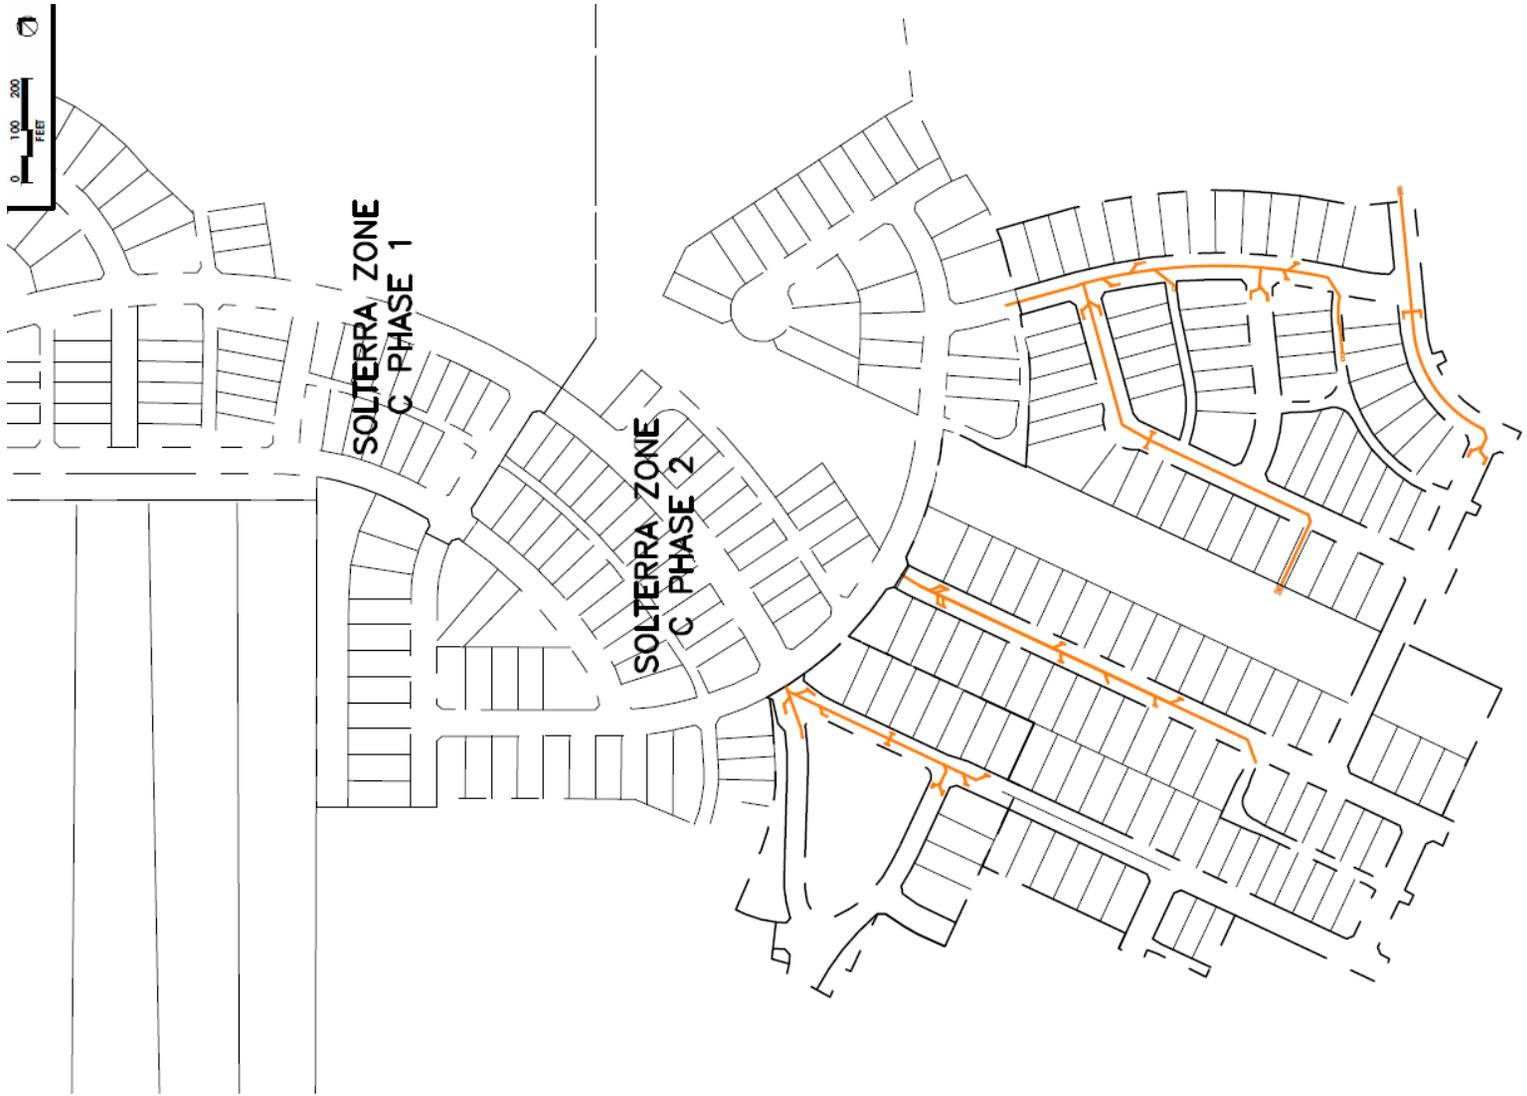 0 100 200
FEET
SOLTERRA ZONE
C PHASE 1
SOLTERRA ZONE
C PHASE 2